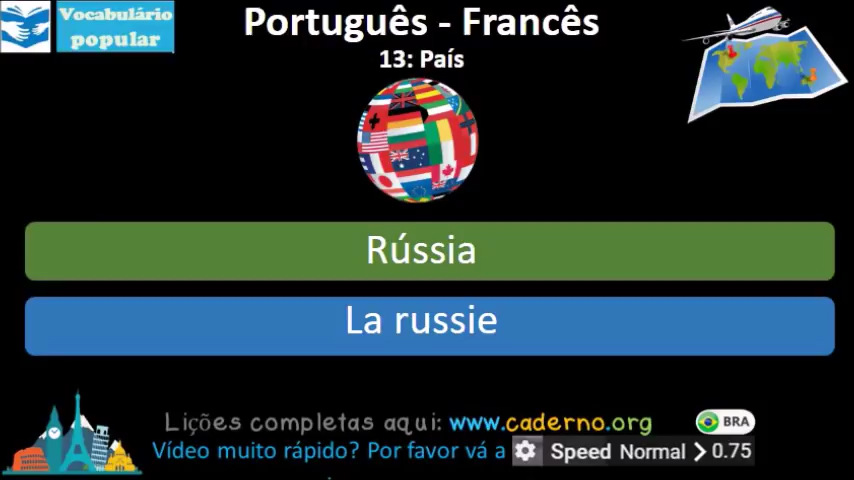 Vocabulário
popular
Português - Francês
13: País
Rússia
La russie
Lições completas aqui: www.caderno.org
BRA
Vídeo muito rápido? Por favor vá a Speed Normal > 0.75